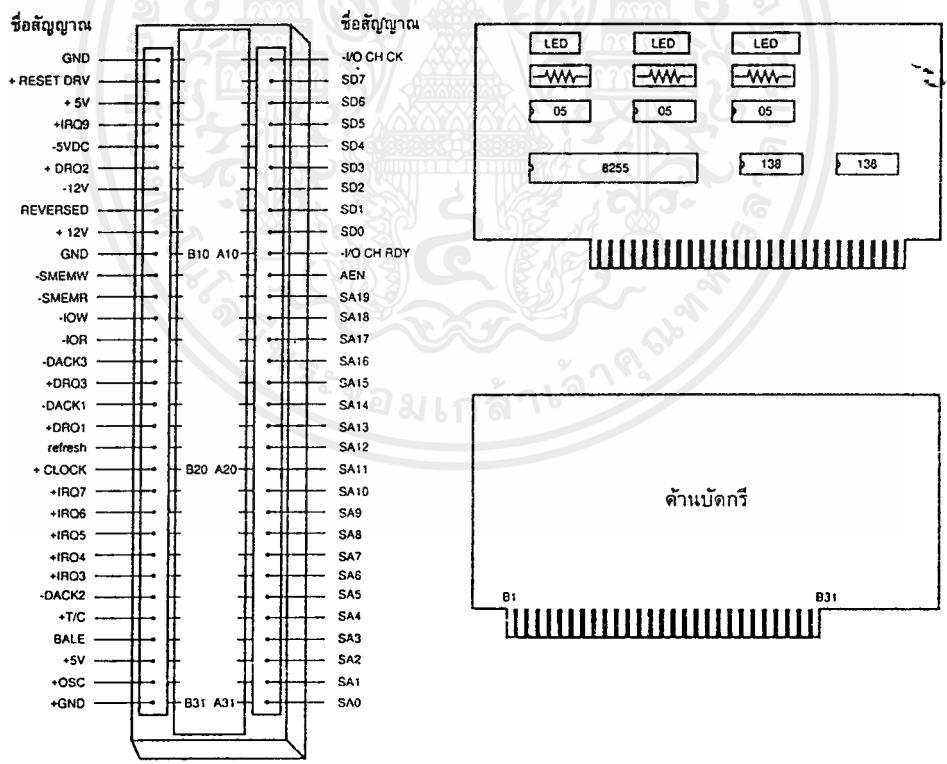 ชื่อสัญญาณ
GND
+ RESET DRV
+ 5V
+IRQ9
-5VDC
+ DRQ2
-12V
REVERSED
+ 12V
GND
-SMEMW
-SMEMR
-IOW
-IOR
-DACK3
+DRQ3
-DACK1
+DRQ1
refresh
+ CLOCK
+IRQ7
+IRQ6
+IRQ5
+IRQ4
+IRQ3
-DACK2
+T/C
BALE
+5V
+OSC
+GND
B10 A10
B20 A20
B31 A31
ชื่อสัญญาณ
-I/O CH CK
SD7
SD6
SD5
SD4
SD3
SD2
SD1
SD0
-I/O CH RDY
AEN
SA19
SA18
SA17
SA16
SA15
SA14
SA13
SA12
SA11
SA10
SA9
SA8
SA7
SA6
SA5
SA4
SA3
SA2
SA1
SA0
LED LED LED
05 05 05
8255 138 138
ด้านบัดกรี
B1 B31